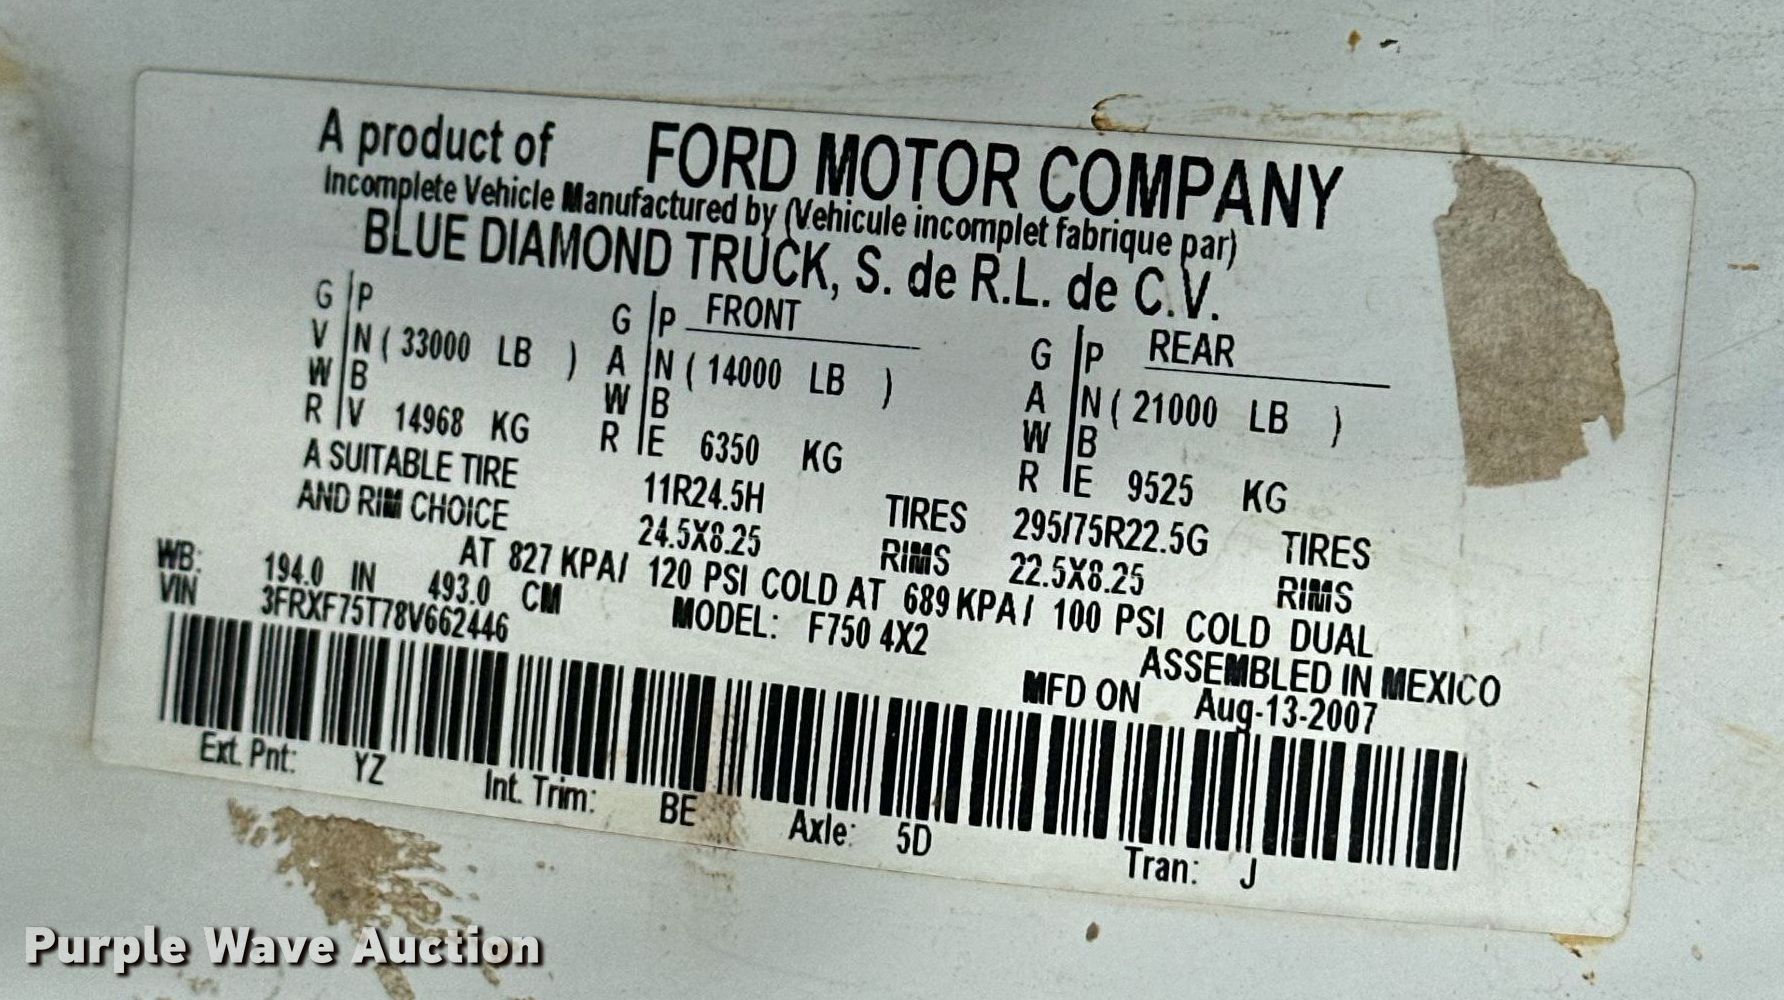 A product of FORD MOTOR COMPANY
Incomplete Vehicle Manufactured by (Vehicule incomplet fabrique par)
BLUE DIAMOND TRUCK, S. de R.L. de C.V.
G P G P FRONT G P REAR
V N ( 33000 LB ) A N ( 14000 LB ) A N ( 21000 LB )
W B W B W B
R V 14968 KG R E 6350 KG R E 9525 KG
A SUITABLE TIRE 11R24.5H TIRES 295/75R22.5G TIRES
AND RIM CHOICE 24.5X8.25 RIMS 22.5X8.25 RIMS
AT 827 KPA/ 120 PSI COLD AT 689 KPA/ 100 PSI COLD DUAL
WB: 194.0 IN 493.0 CM MODEL: F750 4X2 ASSEMBLED IN MEXICO
VIN 3FRXF75T78V662446 MFD ON Aug-13-2007
Ext. Pnt: YZ Int. Trim: BE Axle: 5D Tran: J
Purple Wave Auction